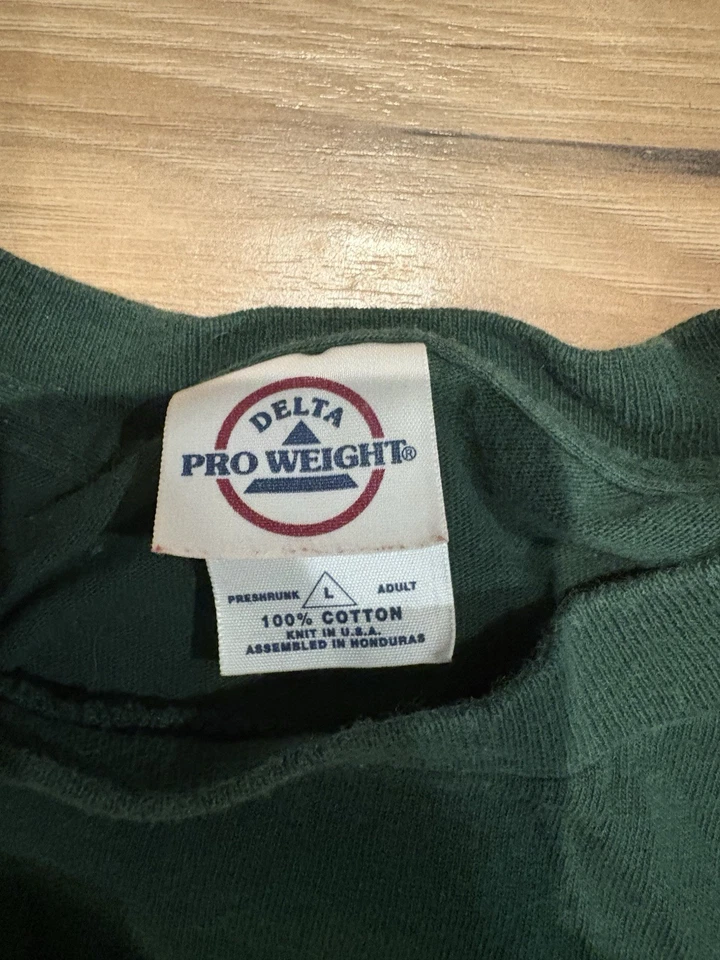 DELTA
PRO WEIGHT®
PRESHRUNK L ADULT
100% COTTON
KNIT IN U.S.A.
ASSEMBLED IN HONDURAS